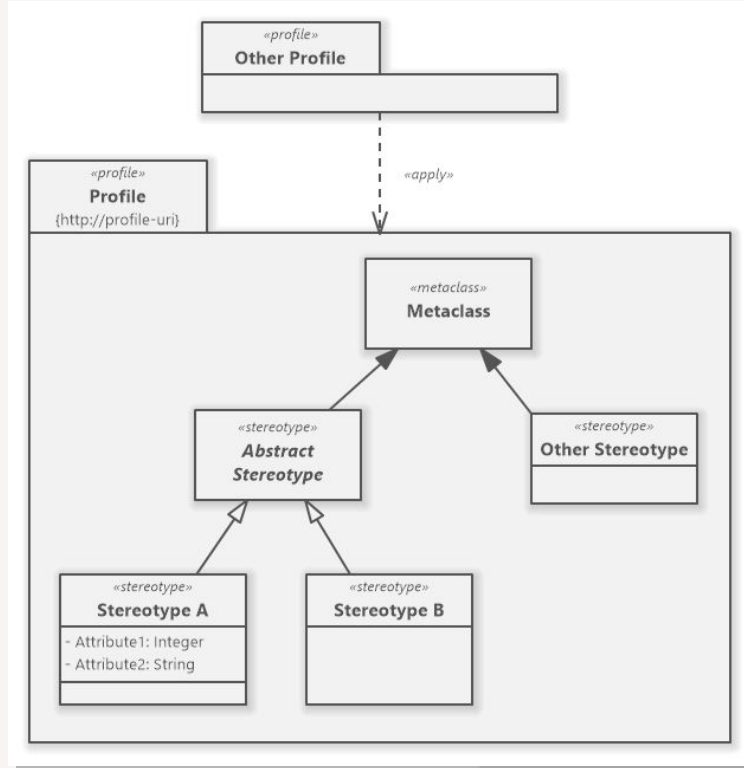 «profile»
Other Profile
«apply»
«profile»
Profile
{http://profile-uri}
«metaclass»
Metaclass
«stereotype»
Abstract
Stereotype
«stereotype»
Other Stereotype
«stereotype»
Stereotype A
- Attribute1: Integer
- Attribute2: String
«stereotype»
Stereotype B